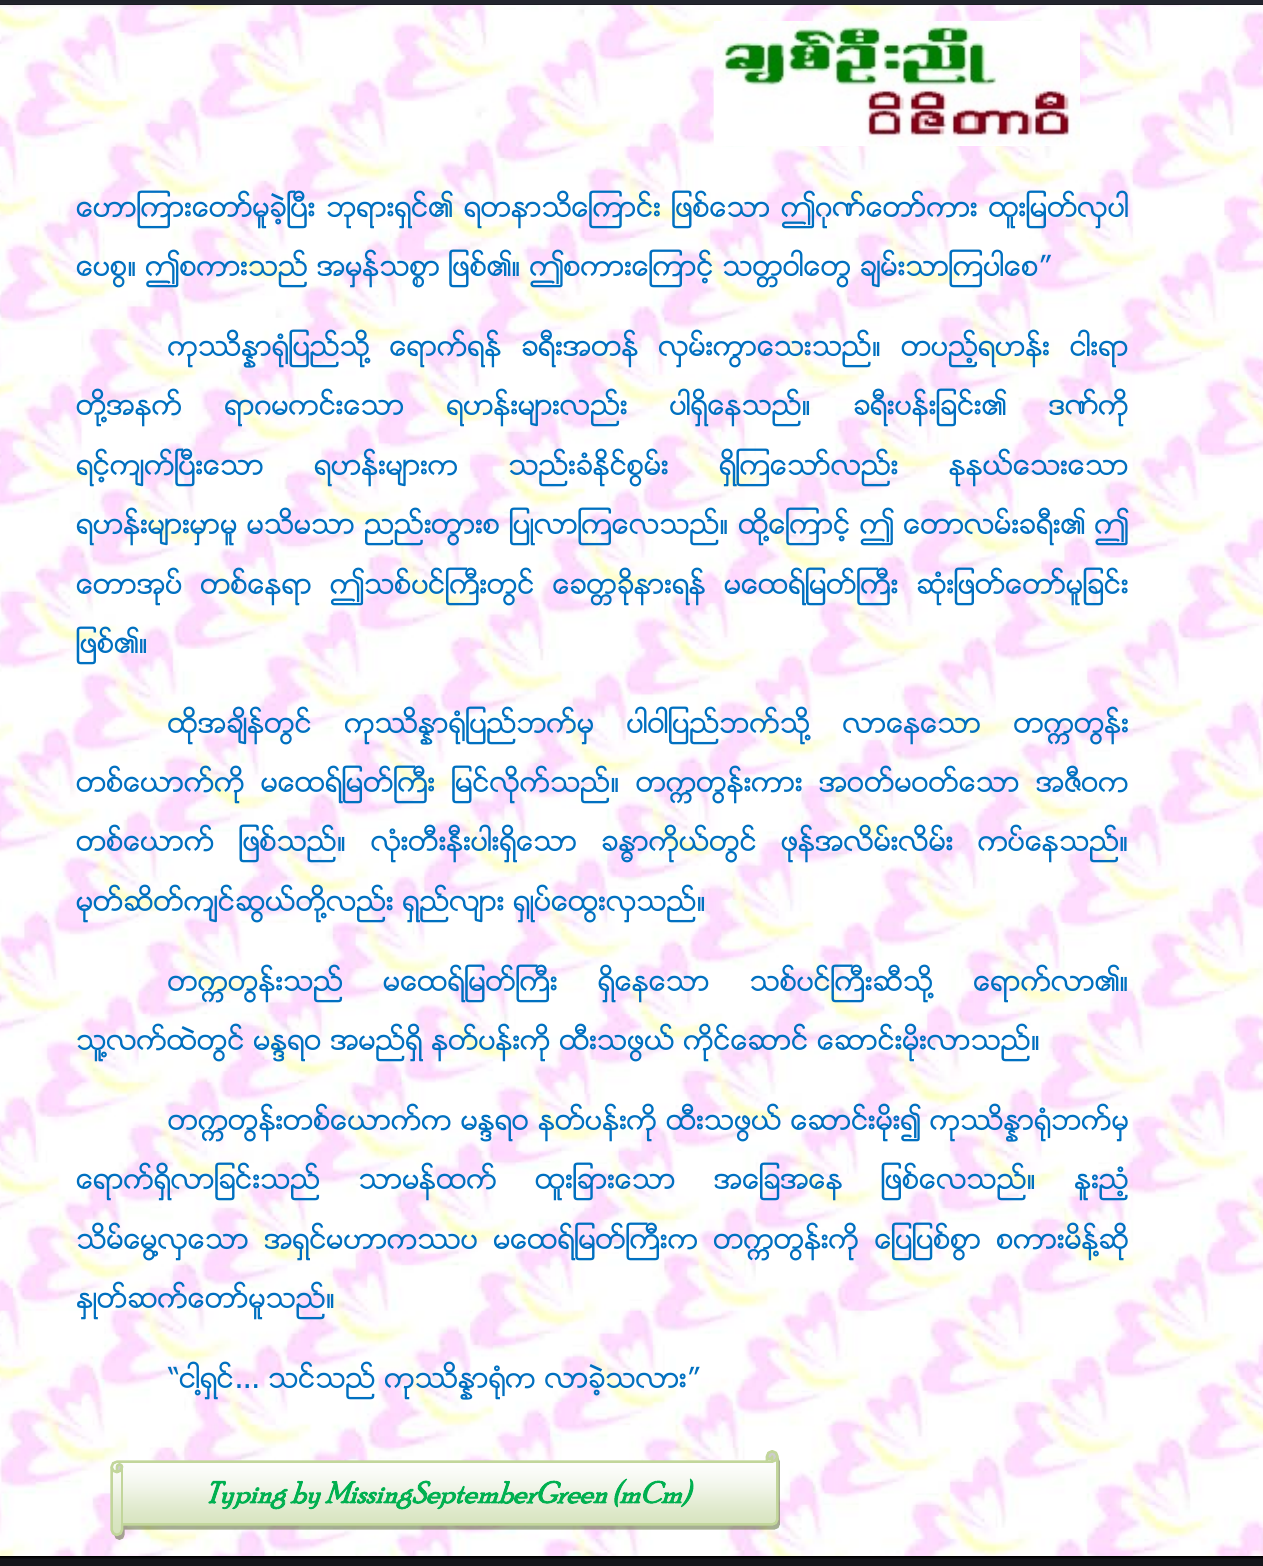 ချစ်ဦးညို
ဝိဇိတာဝီ
ဟောကြားတော်မူခဲ့ပြီး ဘုရားရှင်၏ ရတနာသိကြောင်း ဖြစ်သော ဤဂုဏ်တော်ကား ထူးမြတ်လှပါ
ပေစွ။ ဤစကားသည် အမှန်သစ္စာ ဖြစ်၏။ ဤစကားကြောင့် သတ္တဝါတွေ ချမ်းသာကြပါစေ”
ကုဿိန္နာရုံပြည်သို့ ရောက်ရန် ခရီးအတန် လှမ်းကွာသေးသည်။ တပည့်ရဟန်း ငါးရာ
တို့အနက် ရာဂမကင်းသော ရဟန်းများလည်း ပါရှိနေသည်။ ခရီးပန်းခြင်း၏ ဒဏ်ကို
ရင့်ကျက်ပြီးသော ရဟန်းများက သည်းခံနိုင်စွမ်း ရှိကြသော်လည်း နုနယ်သေးသော
ရဟန်းများမှာမူ မသိမသာ ညည်းတွားစ ပြုလာကြလေသည်။ ထို့ကြောင့် ဤ တောလမ်းခရီး၏ ဤ
တောအုပ် တစ်နေရာ ဤသစ်ပင်ကြီးတွင် ခေတ္တခိုနားရန် မထေရ်မြတ်ကြီး ဆုံးဖြတ်တော်မူခြင်း
ဖြစ်၏။
ထိုအချိန်တွင် ကုဿိန္နာရုံပြည်ဘက်မှ ပါဝါပြည်ဘက်သို့ လာနေသော တက္ကတွန်း
တစ်ယောက်ကို မထေရ်မြတ်ကြီး မြင်လိုက်သည်။ တက္ကတွန်းကား အဝတ်မဝတ်သော အဇီဝက
တစ်ယောက် ဖြစ်သည်။ လုံးတီးနီးပါးရှိသော ခန္ဓာကိုယ်တွင် ဖုန်အလိမ်းလိမ်း ကပ်နေသည်။
မုတ်ဆိတ်ကျင်ဆွယ်တို့လည်း ရှည်လျား ရှုပ်ထွေးလှသည်။
တက္ကတွန်းသည် မထေရ်မြတ်ကြီး ရှိနေသော သစ်ပင်ကြီးဆီသို့ ရောက်လာ၏။
သူ့လက်ထဲတွင် မန္ဒရဝ အမည်ရှိ နတ်ပန်းကို ထီးသဖွယ် ကိုင်ဆောင် ဆောင်းမိုးလာသည်။
တက္ကတွန်းတစ်ယောက်က မန္ဒရဝ နတ်ပန်းကို ထီးသဖွယ် ဆောင်းမိုး၍ ကုဿိန္နာရုံဘက်မှ
ရောက်ရှိလာခြင်းသည် သာမန်ထက် ထူးခြားသော အခြေအနေ ဖြစ်လေသည်။ နူးညံ့
သိမ်မွေ့လှသော အရှင်မဟာကဿပ မထေရ်မြတ်ကြီးက တက္ကတွန်းကို ပြေပြစ်စွာ စကားမိန့်ဆို
နှုတ်ဆက်တော်မူသည်။
“ငါ့ရှင်... သင်သည် ကုဿိန္နာရုံက လာခဲ့သလား”
Typing by MissingSeptemberGreen (mCm)